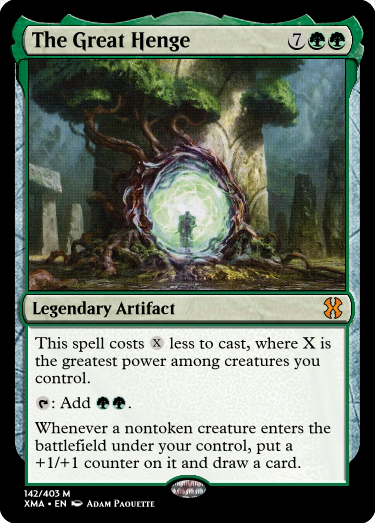 The Great Henge 7
Legendary Artifact
This spell costs X less to cast, where X is
the greatest power among creatures you
control.
: Add .
Whenever a nontoken creature enters the
battlefield under your control, put a
+1/+1 counter on it and draw a card.
142/403 M
XMA • EN Adam Paquette